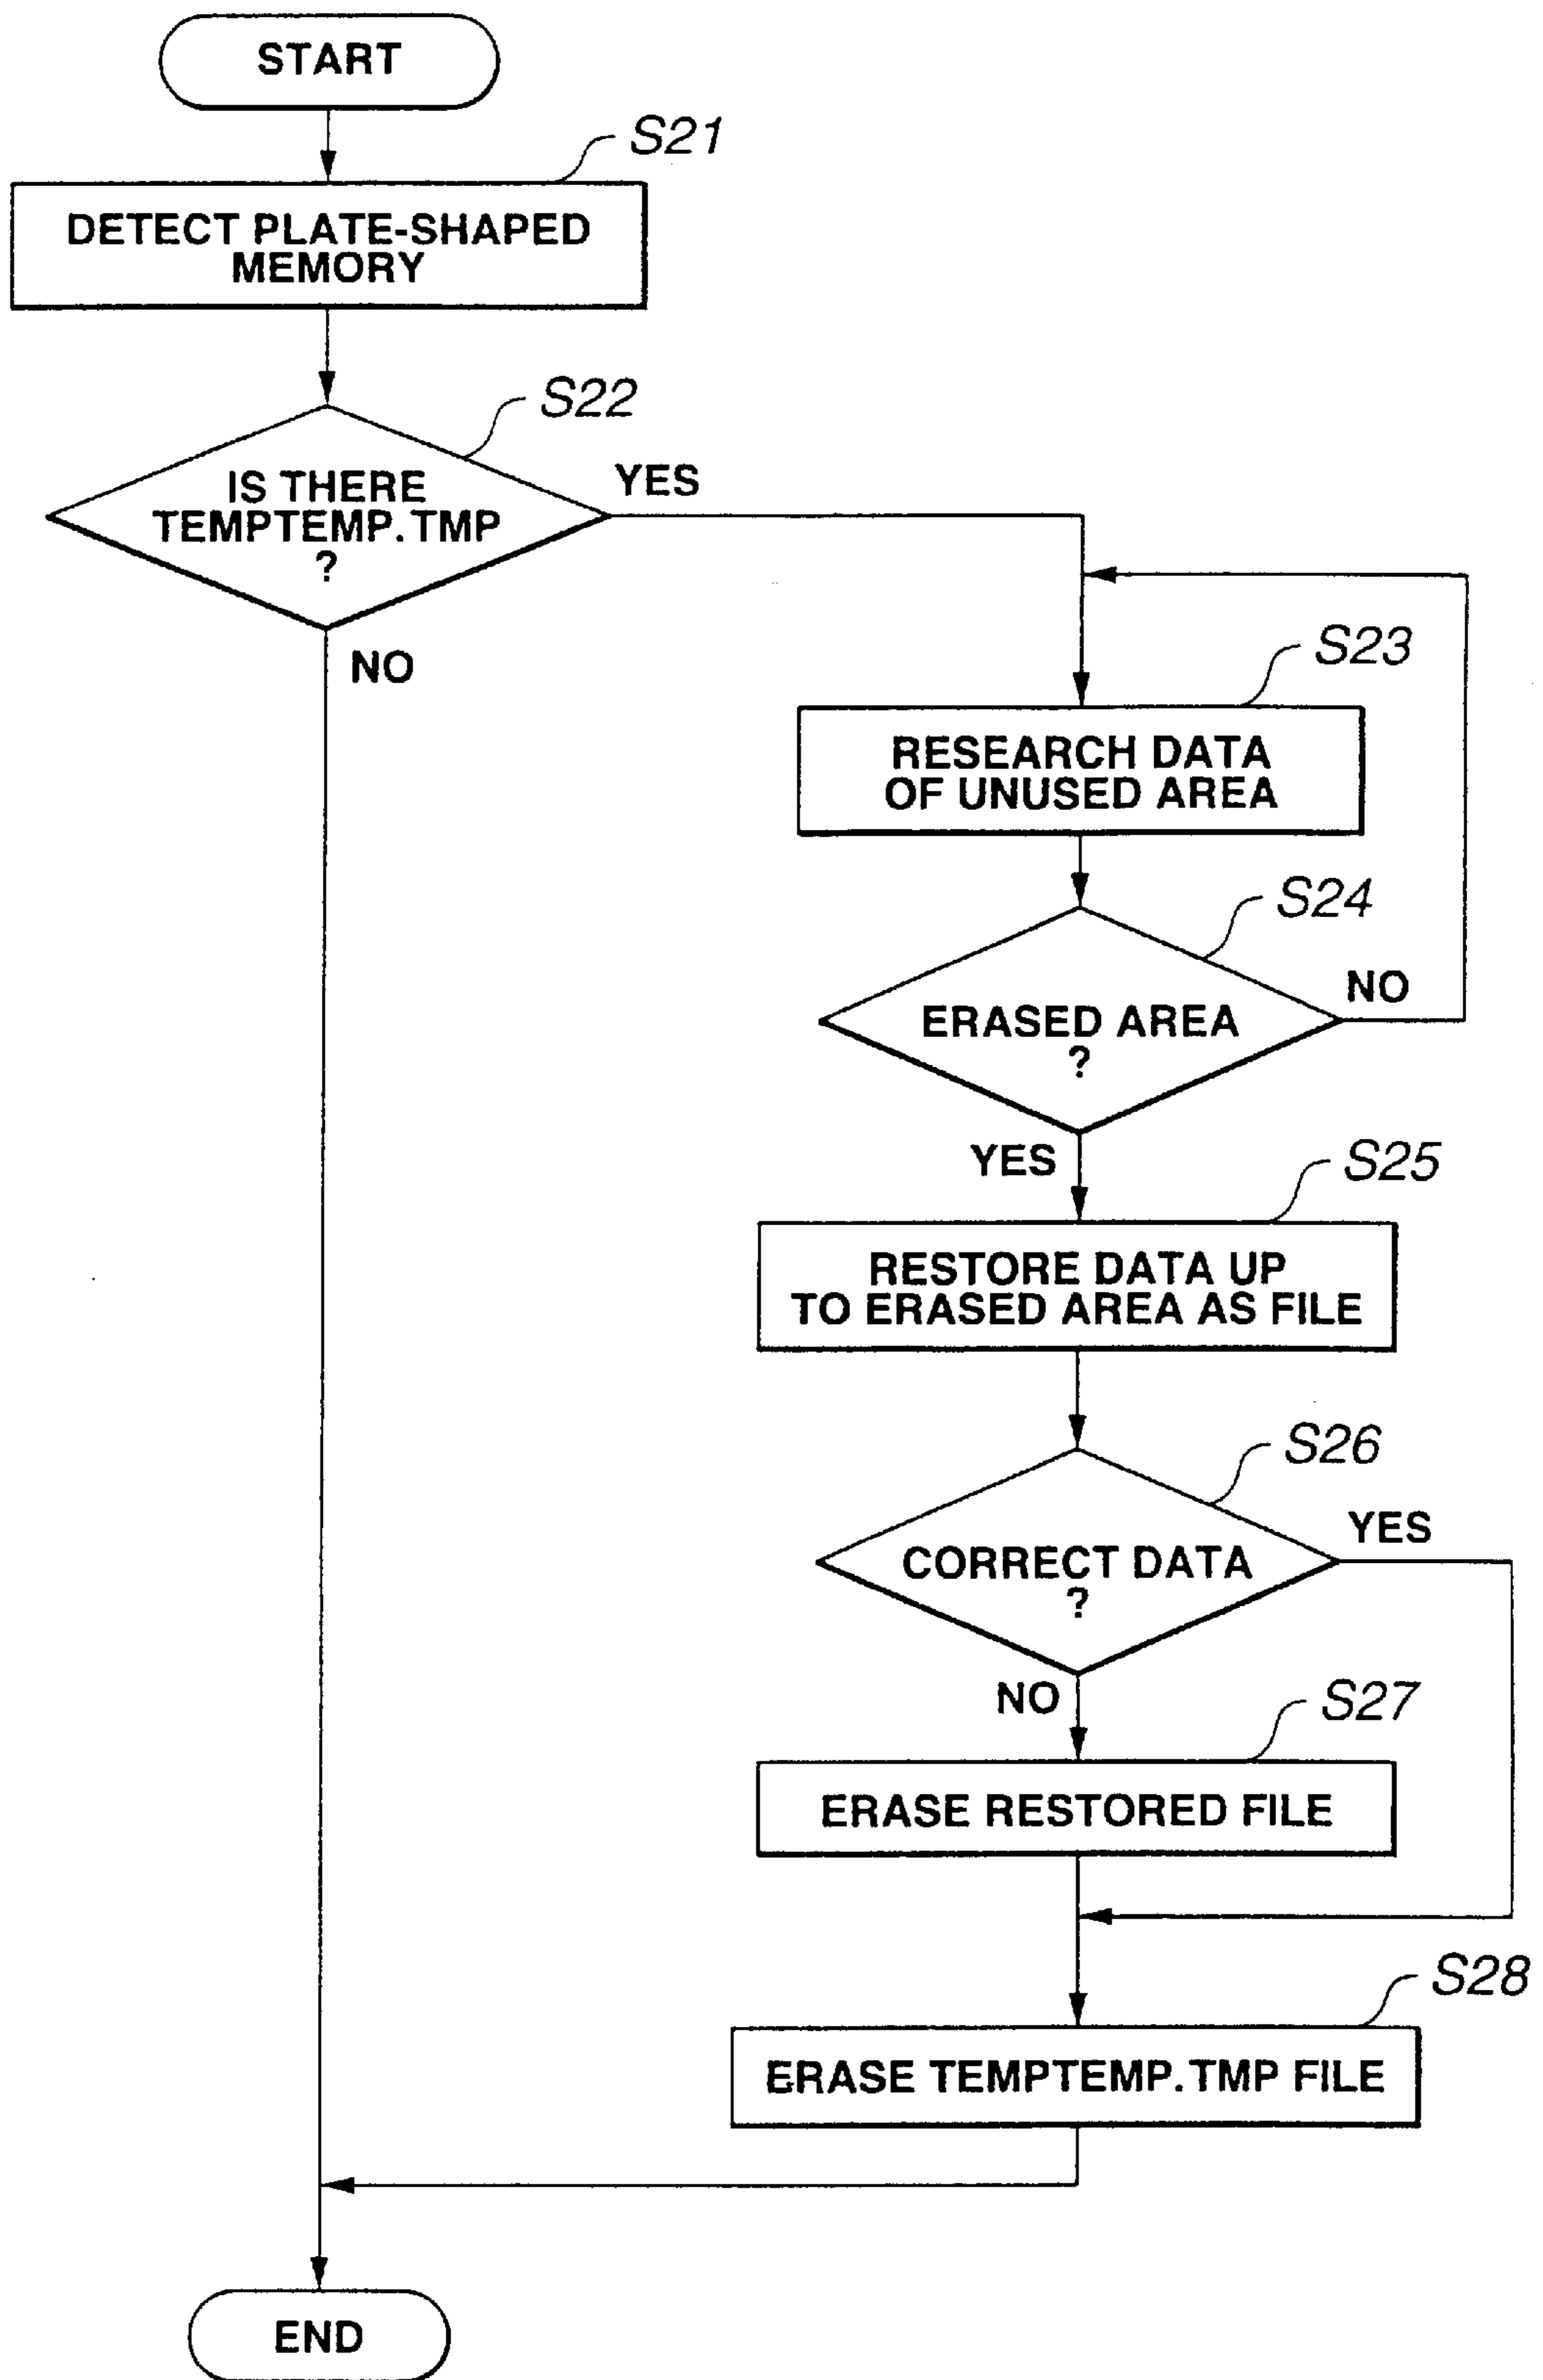 START
S21
DETECT PLATE-SHAPED
MEMORY
S22
IS THERE
TEMPTEMP.TMP
?
YES
NO
S23
RESEARCH DATA
OF UNUSED AREA
S24
ERASED AREA
?
NO
YES
S25
RESTORE DATA UP
TO ERASED AREA AS FILE
S26
CORRECT DATA
?
YES
NO
S27
ERASE RESTORED FILE
S28
ERASE TEMPTEMP.TMP FILE
END